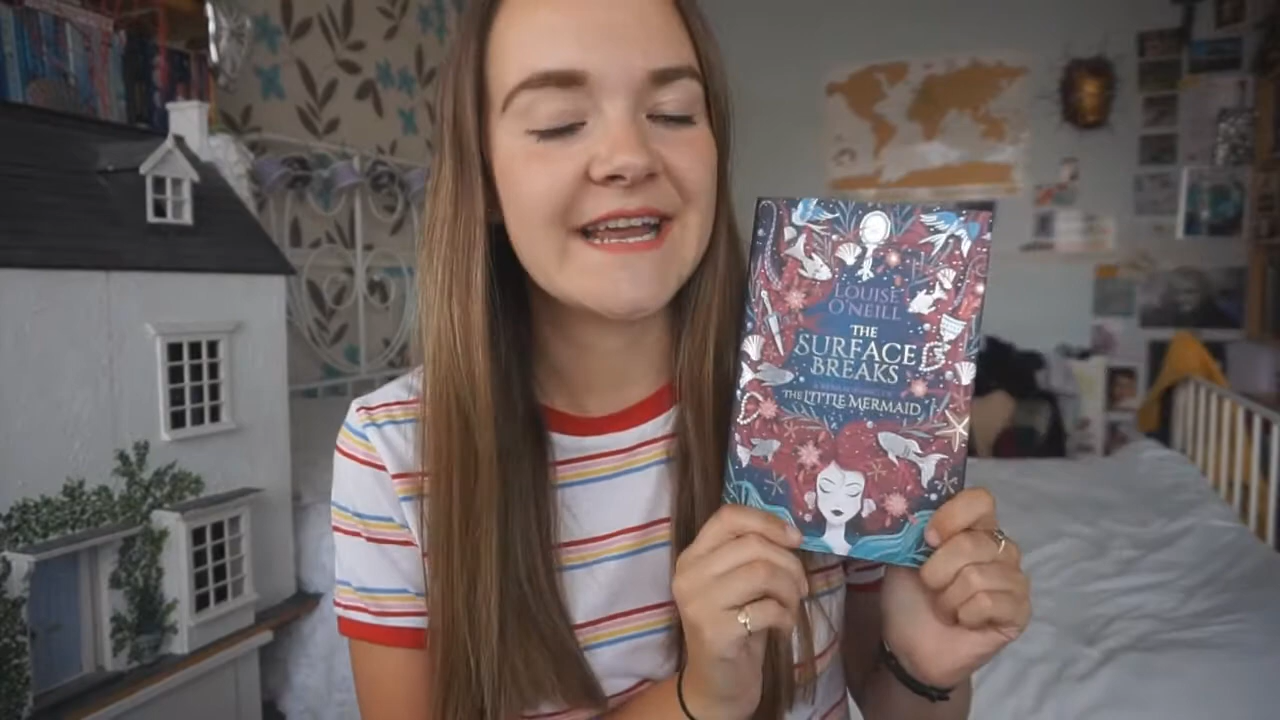 LOUISE
O'NEILL
THE
SURFACE
BREAKS
THE LITTLE MERMAID